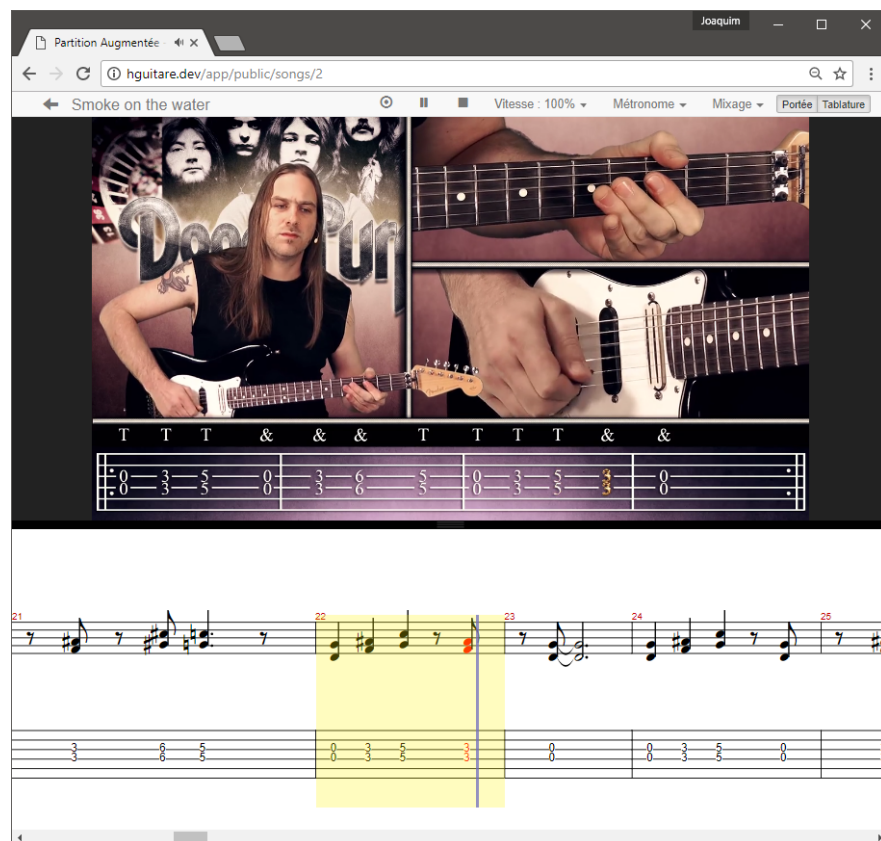 Joaquim
Partition Augmentée -
hguitare.dev/app/public/songs/2
Smoke on the water
Vitesse : 100%
Métronome
Mixage
Portée
Tablature
T T T & & & T T T T & &
0 3 5 0 3 6 5 0 3 5 3 0
0 3 5 0 3 6 5 0 3 5 3 0
21 22 23 24 25
3 6 5 0 3 5 3 0 0 3 5 0
3 6 5 0 3 5 3 0 0 3 5 0